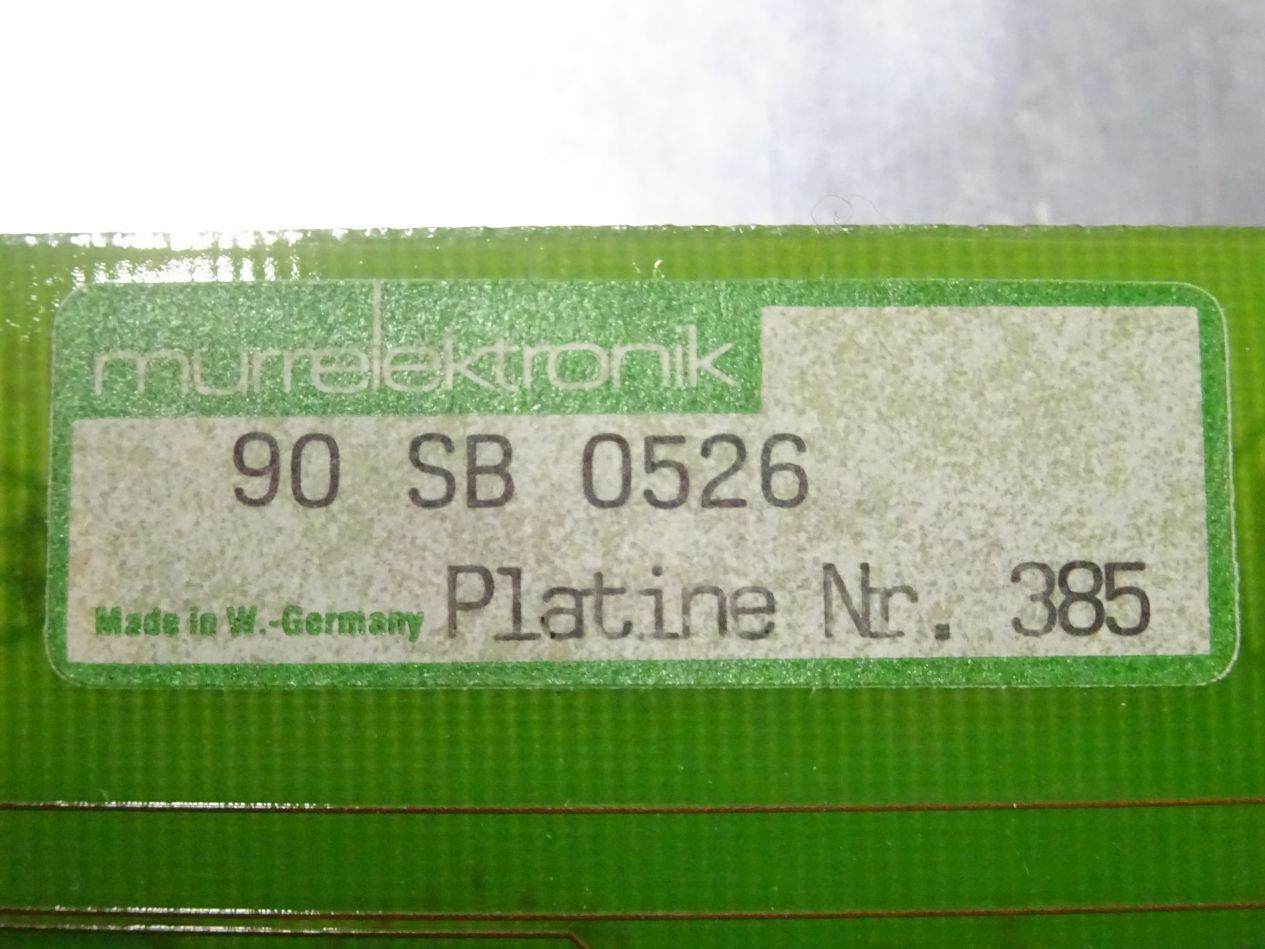 murrelektronik
90 SB 0526
Made in W.-Germany Platine Nr. 385